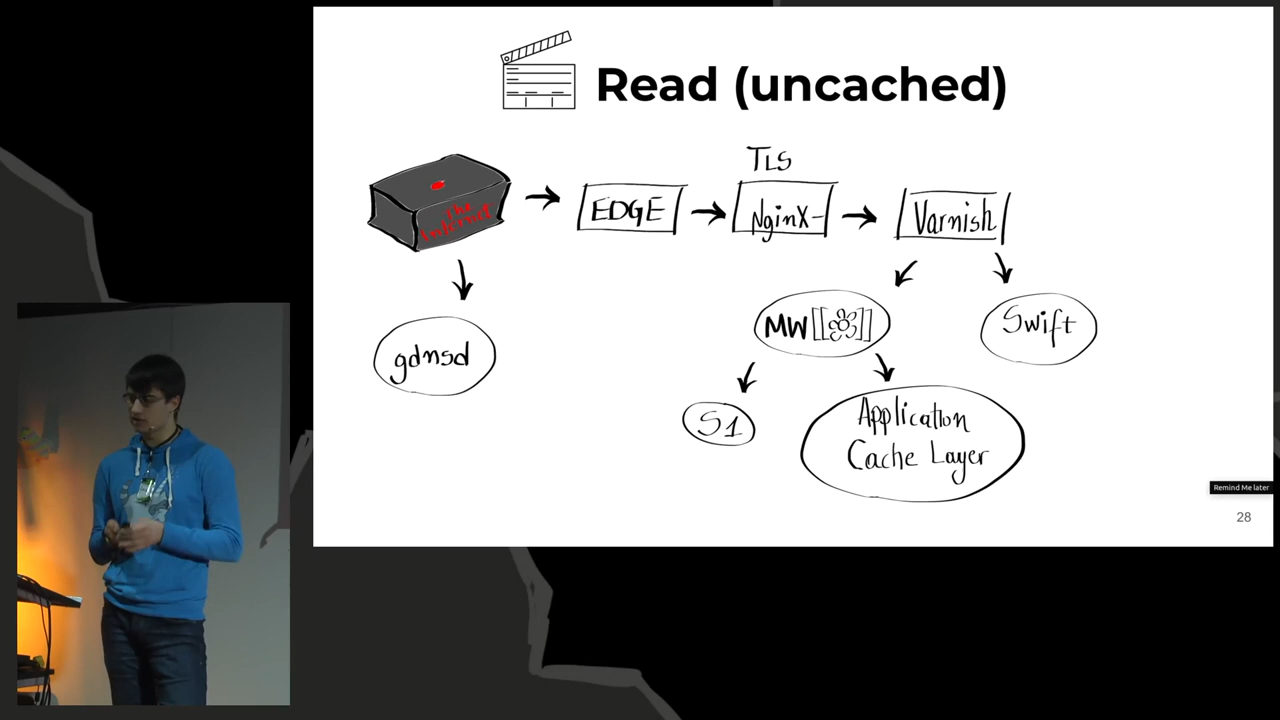 Read (uncached)
TLS
The
Internet
EDGE
NginX
Varnish
gdnsd
MW[[
]]
Swift
S1
Application
Cache Layer
Remind Me later
28